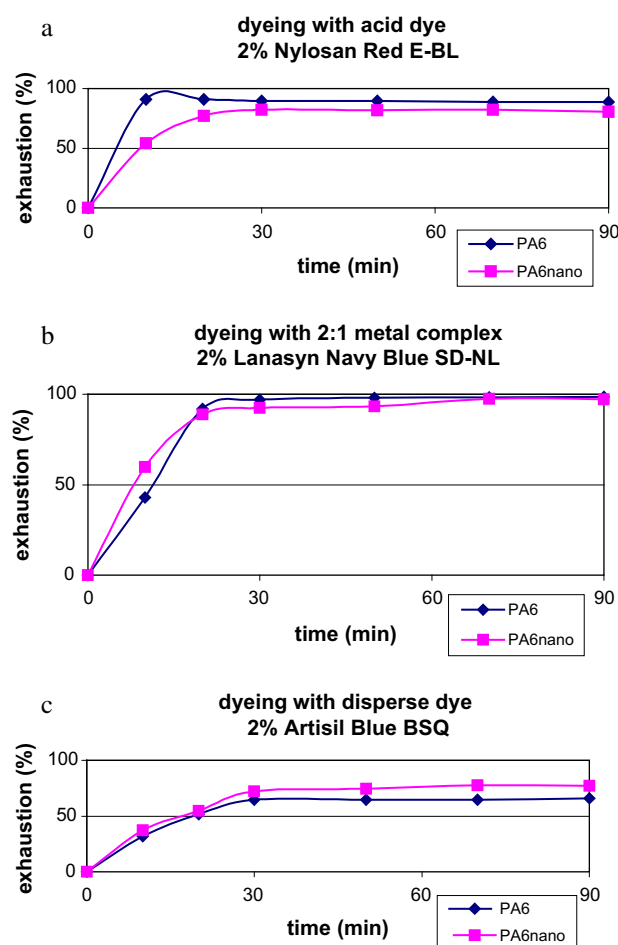 a
dyeing with acid dye
2% Nylosan Red E-BL
exhaustion (%)
100
50
0
0 30 60 90
time (min)
PA6
PA6nano
b
dyeing with 2:1 metal complex
2% Lanasyn Navy Blue SD-NL
exhaustion (%)
100
50
0
0 30 60 90
time (min)
PA6
PA6nano
c
dyeing with disperse dye
2% Artisil Blue BSQ
exhaustion (%)
100
50
0
0 30 60 90
time (min)
PA6
PA6nano